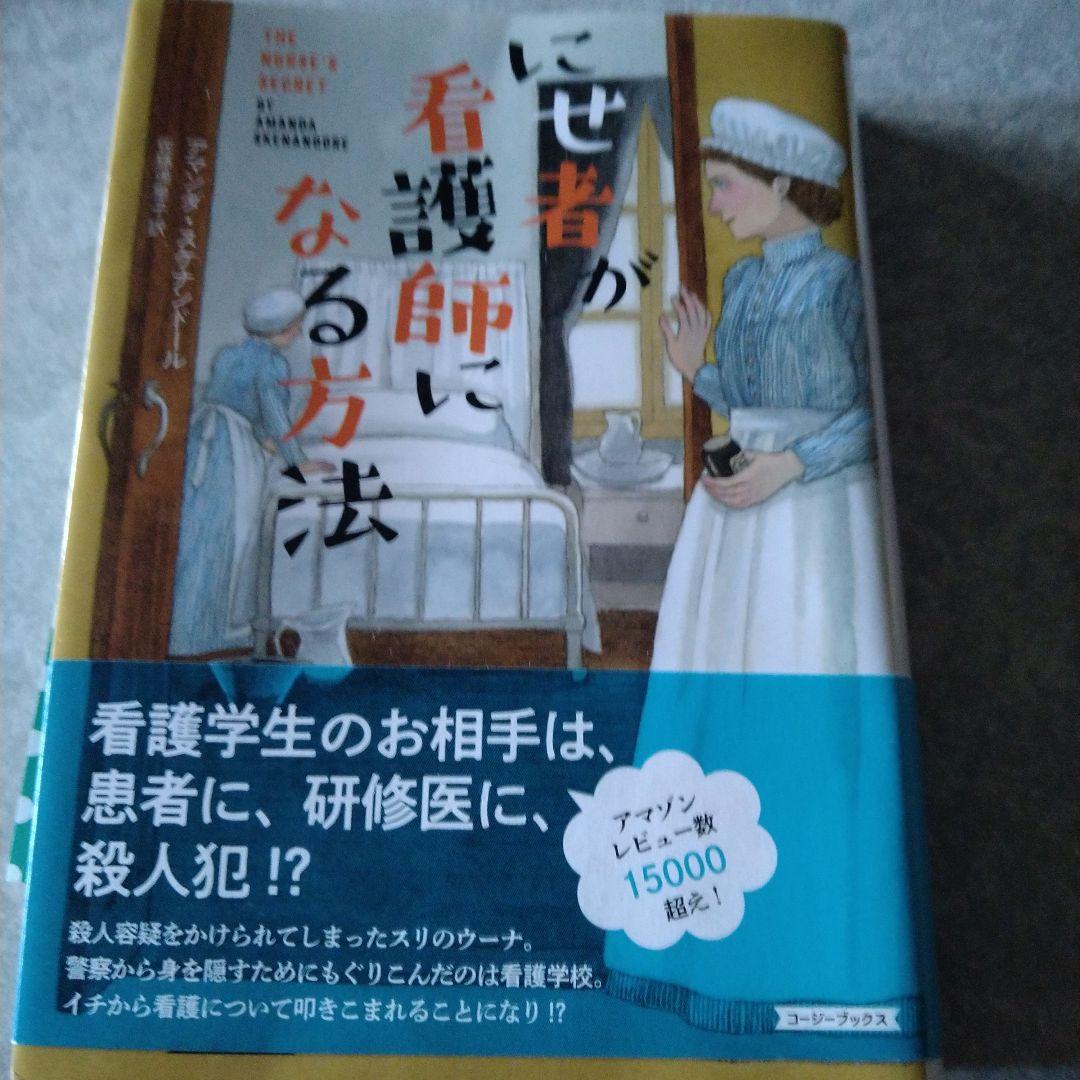 THE
NURSE'S
SECRET
BY
AMANDA
SKENANDORE
にせ者が
看護師に
なる方法
アマンダ・スケナンドール
看護学生のお相手は、
患者に、研修医に、
殺人犯!?
アマゾン
レビュー数
15000
超え!
殺人容疑をかけられてしまったスリのウーナ。
警察から身を隠すためにもぐりこんだのは看護学校。
イチから看護について叩きこまれることになり!?
コージーブックス